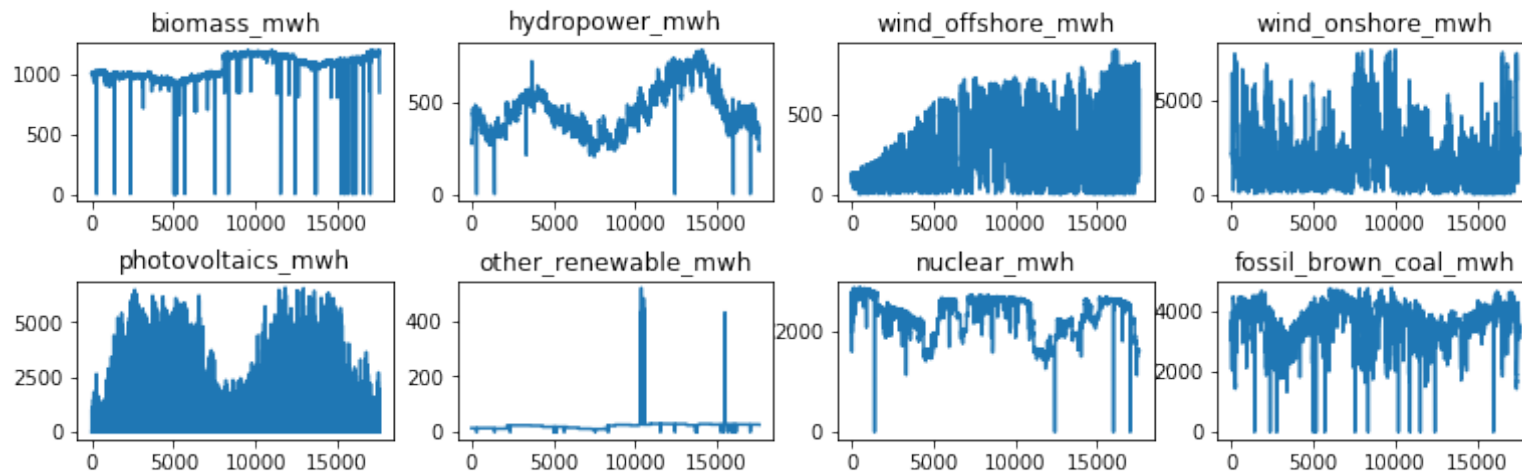 biomass_mwh hydropower_mwh wind_offshore_mwh wind_onshore_mwh
1000 500 500 5000
500
0 0 0 0
0 5000 10000 15000 0 5000 10000 15000 0 5000 10000 15000 0 5000 10000 15000
photovoltaics_mwh other_renewable_mwh nuclear_mwh fossil_brown_coal_mwh
5000 400 2000 4000
2500 200 2000
0 0 0 0
0 5000 10000 15000 0 5000 10000 15000 0 5000 10000 15000 0 5000 10000 15000